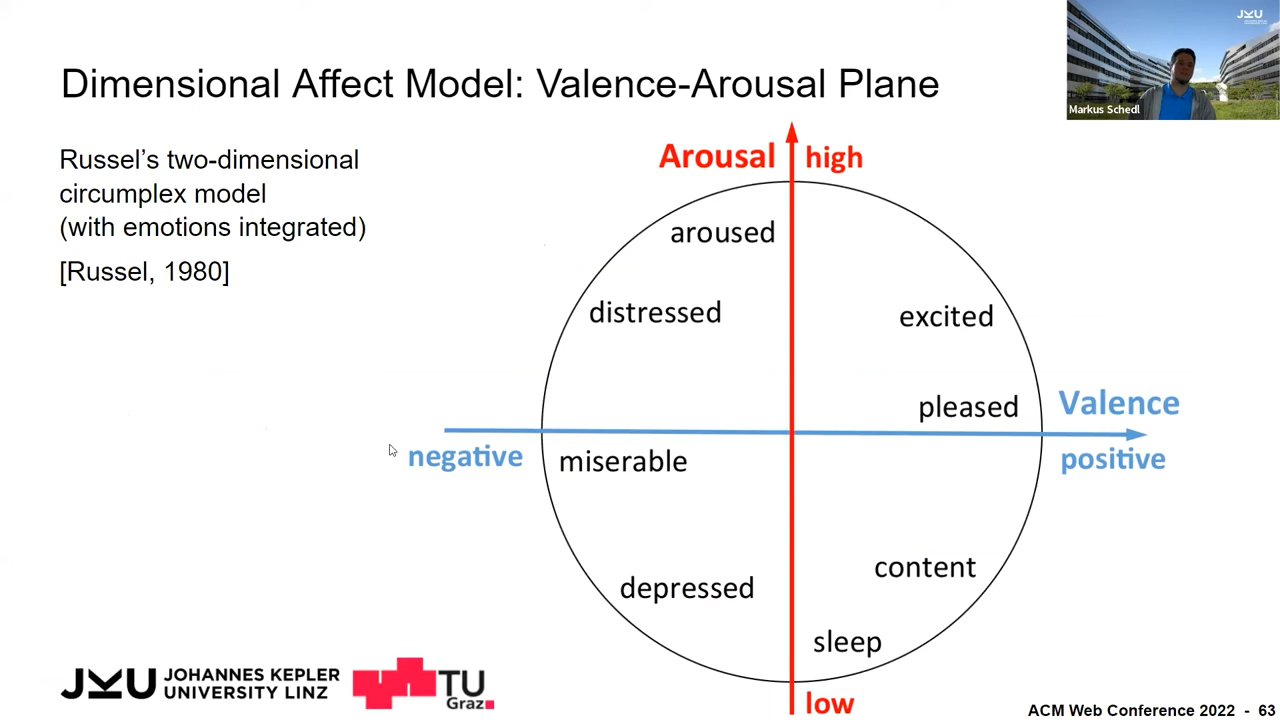 JKU
Markus Schedl
Dimensional Affect Model: Valence-Arousal Plane
Russel's two-dimensional
circumplex model
(with emotions integrated)
[Russel, 1980]
Arousal high
aroused
distressed
excited
pleased
Valence
negative
positive
miserable
content
depressed
sleep
low
JKU JOHANNES KEPLER
UNIVERSITY LINZ
TU
Graz
ACM Web Conference 2022 - 63